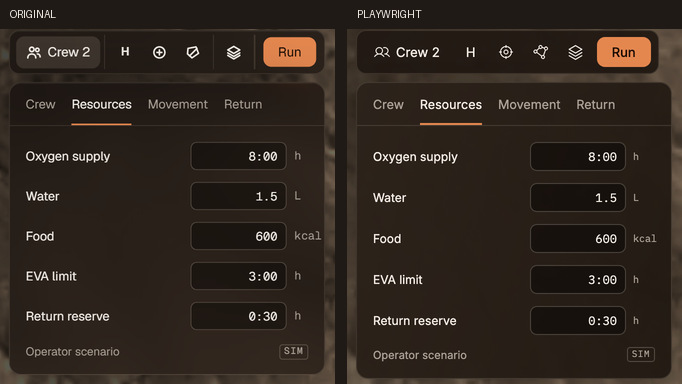 ORIGINAL
Crew 2 H Run
Crew Resources Movement Return
Oxygen supply 8:00 h
Water 1.5 L
Food 600 kcal
EVA limit 3:00 h
Return reserve 0:30 h
Operator scenario SIM
PLAYWRIGHT
Crew 2 H Run
Crew Resources Movement Return
Oxygen supply 8:00 h
Water 1.5 L
Food 600 kcal
EVA limit 3:00 h
Return reserve 0:30 h
Operator scenario SIM